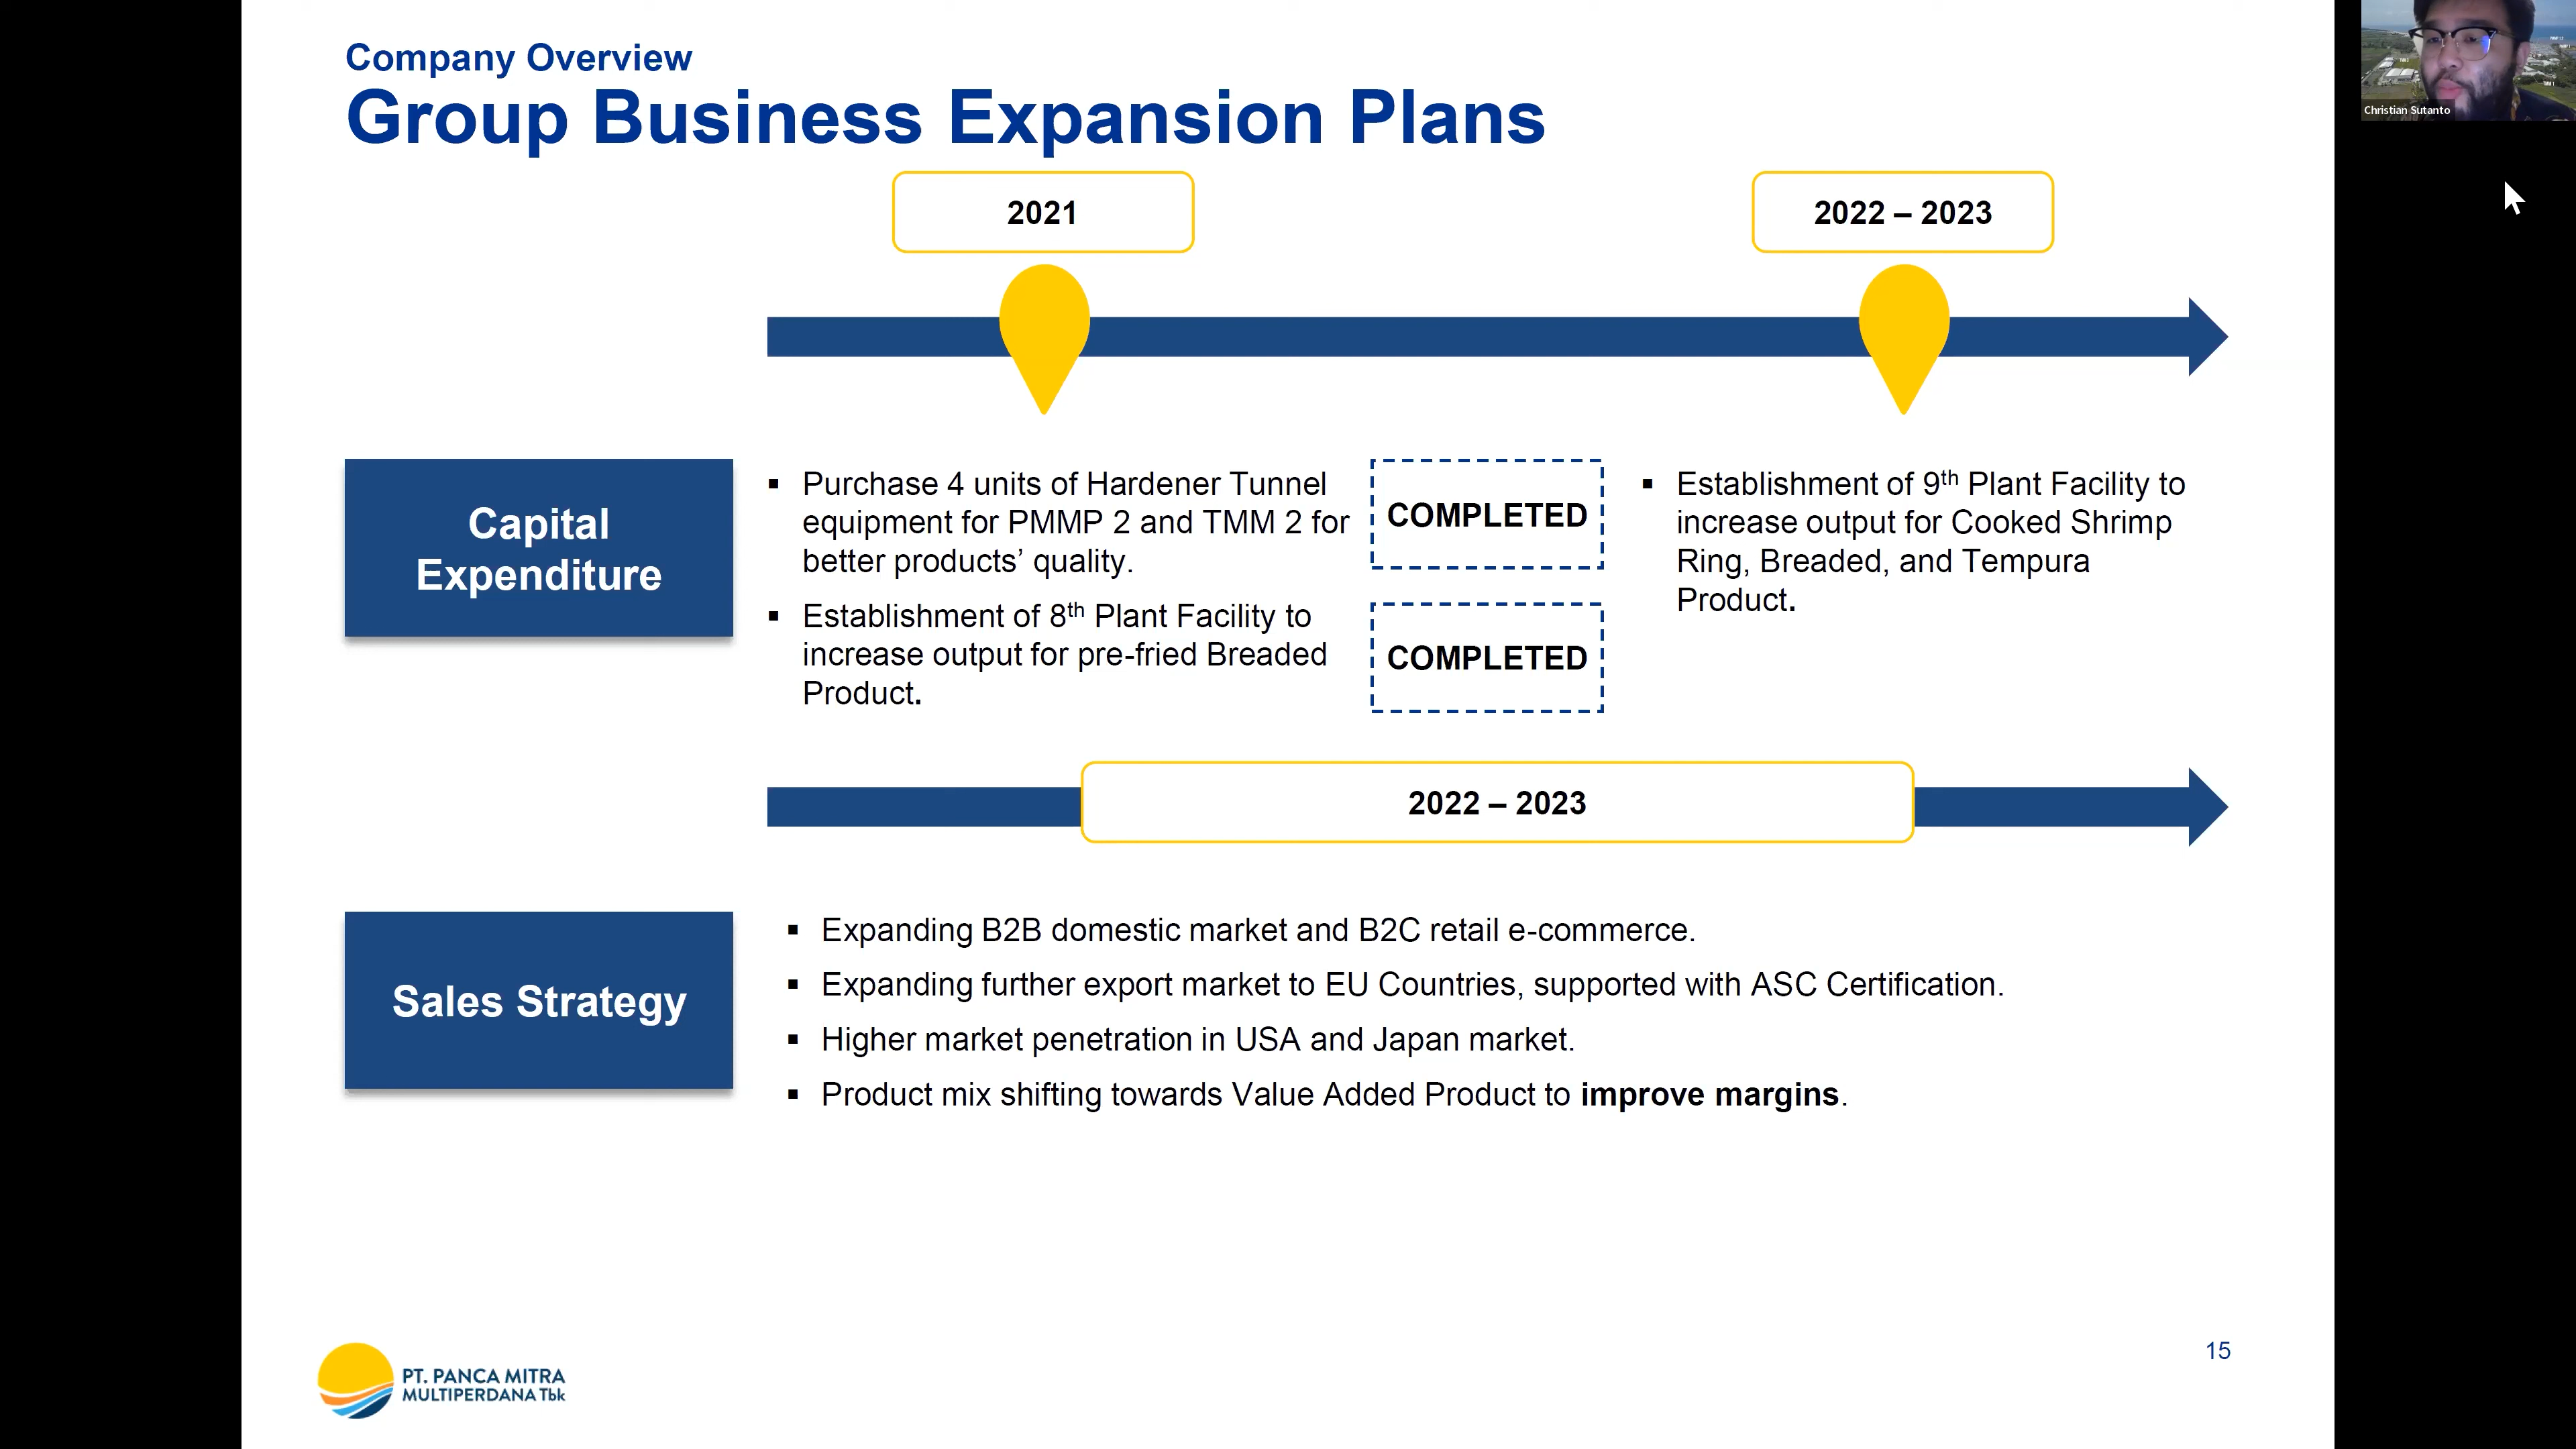 Company Overview
Group Business Expansion Plans
Christian Sutanto
2021
2022 – 2023
Capital
Expenditure
▪ Purchase 4 units of Hardener Tunnel
equipment for PMMP 2 and TMM 2 for
better products’ quality.
COMPLETED
▪ Establishment of 8th Plant Facility to
increase output for pre-fried Breaded
Product.
COMPLETED
▪ Establishment of 9th Plant Facility to
increase output for Cooked Shrimp
Ring, Breaded, and Tempura
Product.
2022 – 2023
Sales Strategy
▪ Expanding B2B domestic market and B2C retail e-commerce.
▪ Expanding further export market to EU Countries, supported with ASC Certification.
▪ Higher market penetration in USA and Japan market.
▪ Product mix shifting towards Value Added Product to improve margins.
PT. PANCA MITRA
MULTIPERDANA Tbk
15